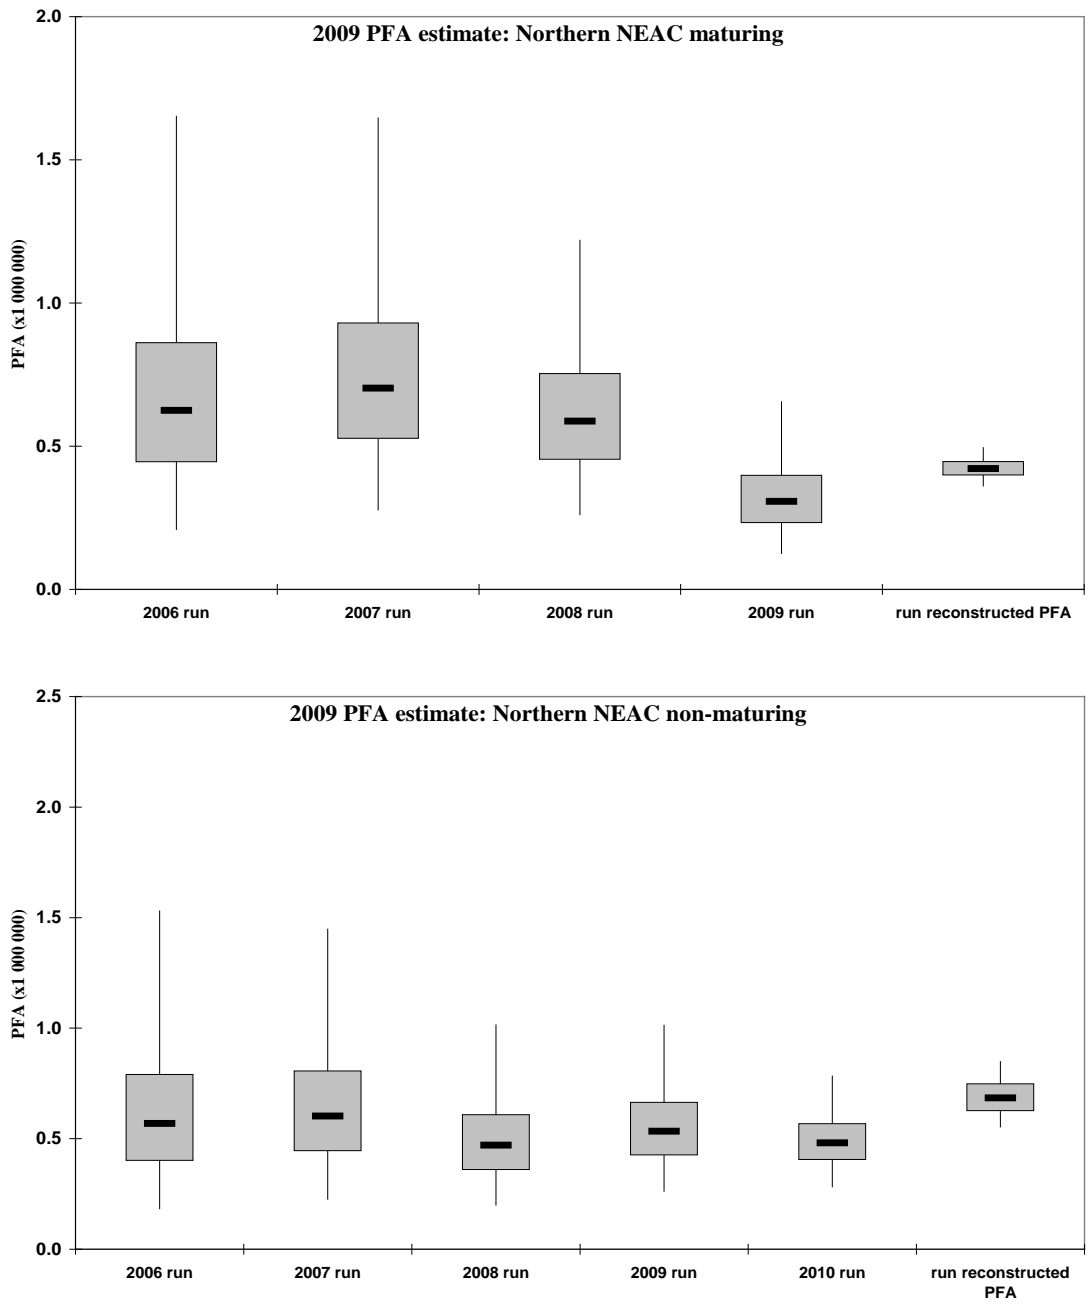 2009 PFA estimate: Northern NEAC maturing
PFA (x1 000 000)
2.0
1.5
1.0
0.5
0.0
2006 run
2007 run
2008 run
2009 run
run reconstructed PFA
2009 PFA estimate: Northern NEAC non-maturing
PFA (x1 000 000)
2.5
2.0
1.5
1.0
0.5
0.0
2006 run
2007 run
2008 run
2009 run
2010 run
run reconstructed
PFA